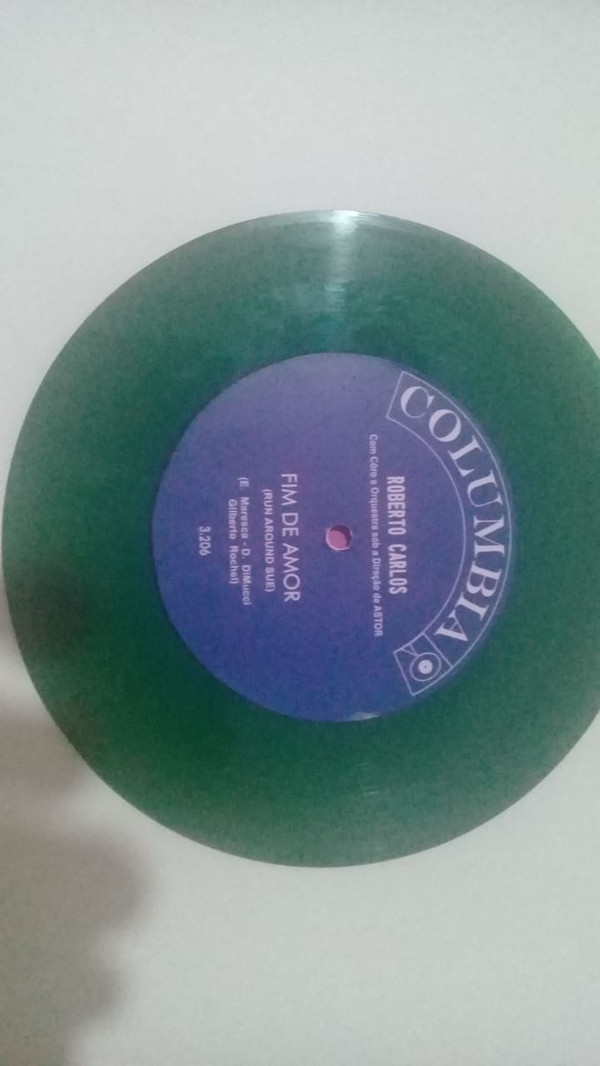 COLUMBIA
ROBERTO CARLOS
Com Côro e Orquestra sob a Direção de ASTOR
FIM DE AMOR
(RUN AROUND SUE)
(E. Maresca - D. DiMucci
Gilberto Rochel)
3.206